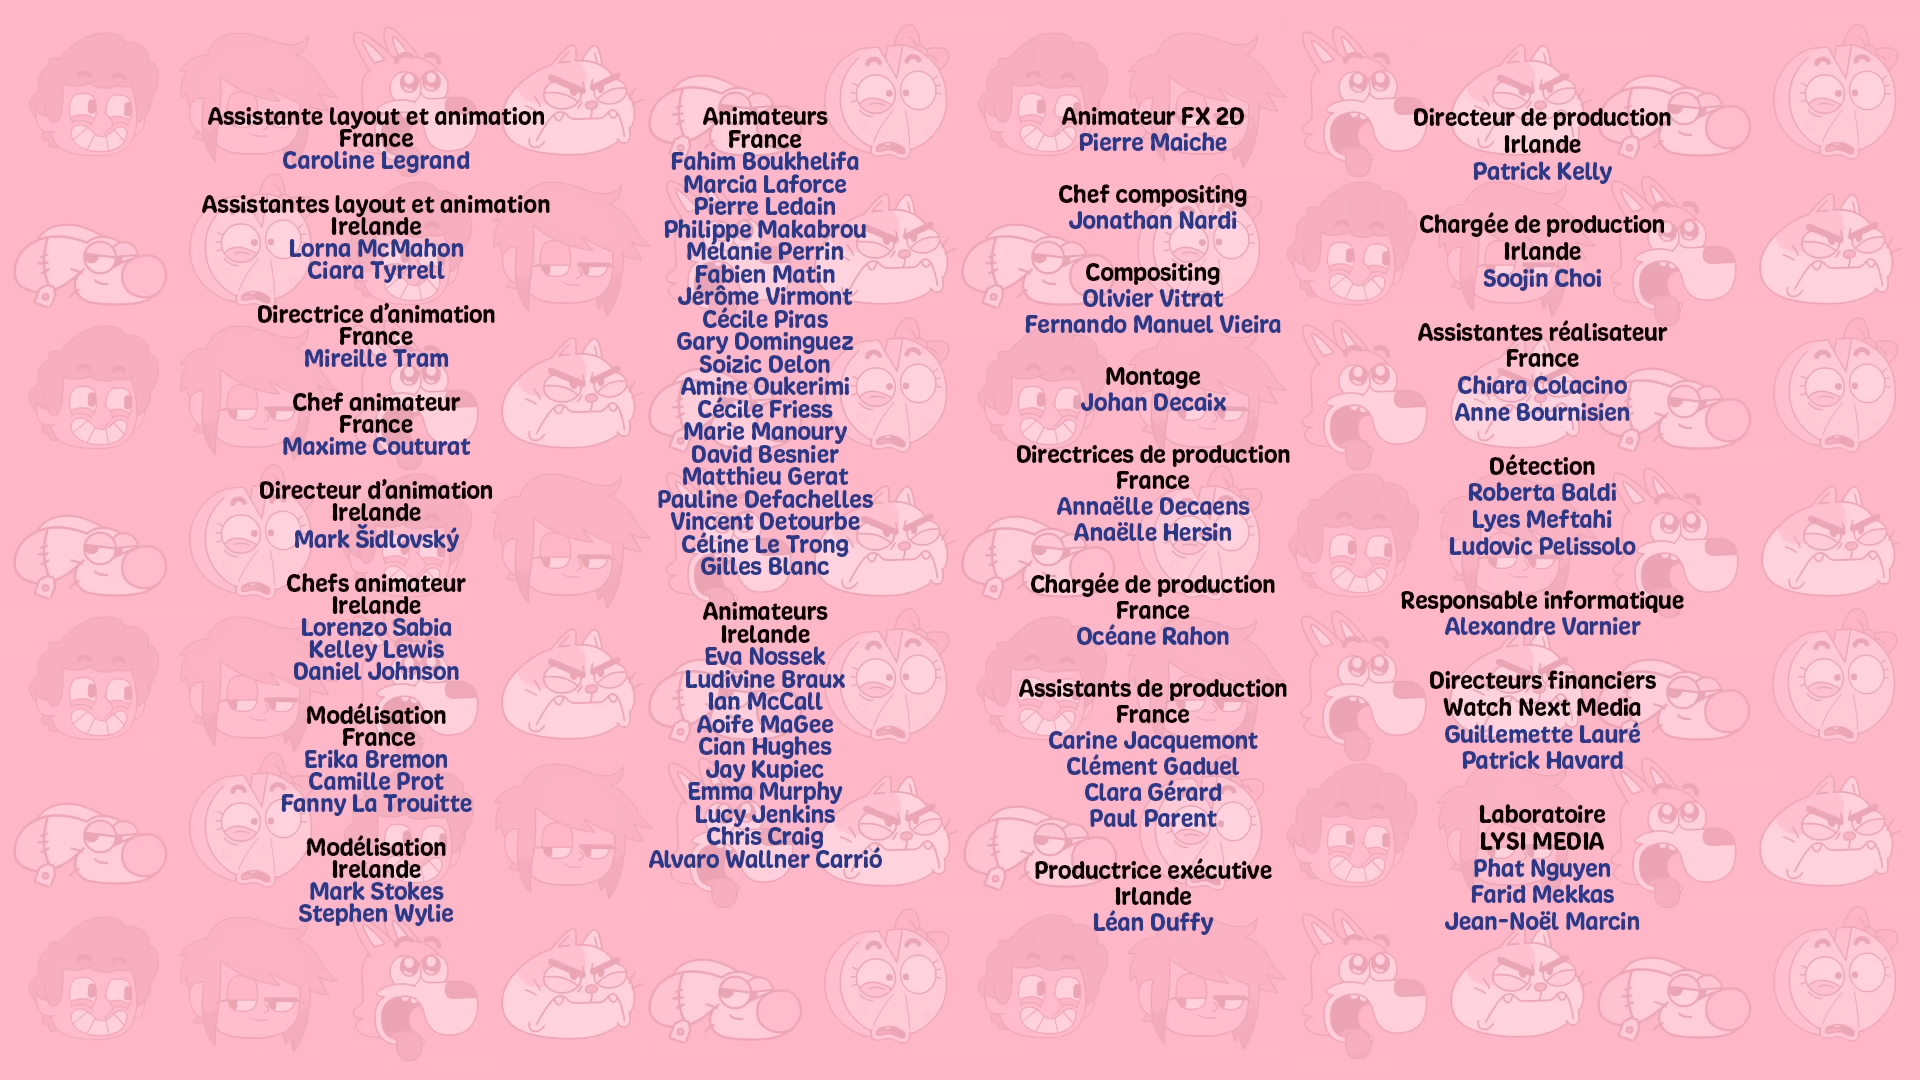 Assistante layout et animation
France
Caroline Legrand
Assistantes layout et animation
Irelande
Lorna McMahon
Ciara Tyrrell
Directrice d’animation
France
Mireille Tram
Chef animateur
France
Maxime Couturat
Directeur d’animation
Irelande
Mark Šidlovský
Chefs animateur
Irelande
Lorenzo Sabia
Kelley Lewis
Daniel Johnson
Modélisation
France
Erika Bremon
Camille Prot
Fanny La Trouitte
Modélisation
Irelande
Mark Stokes
Stephen Wylie
Animateurs
France
Fahim Boukhelifa
Marcia Laforce
Pierre Ledain
Philippe Makabrou
Mélanie Perrin
Fabien Matin
Jérôme Virmont
Cécile Piras
Gary Dominguez
Soizic Delon
Amine Oukerimi
Cécile Friess
Marie Manoury
David Besnier
Matthieu Gerat
Pauline Defachelles
Vincent Detourbe
Céline Le Trong
Gilles Blanc
Animateurs
Irelande
Eva Nossek
Ludivine Braux
Ian McCall
Aoife MaGee
Cian Hughes
Jay Kupiec
Emma Murphy
Lucy Jenkins
Chris Craig
Alvaro Wallner Carrió
Animateur FX 2D
Pierre Maiche
Chef compositing
Jonathan Nardi
Compositing
Olivier Vitrat
Fernando Manuel Vieira
Montage
Johan Decaix
Directrices de production
France
Annaëlle Decaens
Anaëlle Hersin
Chargée de production
France
Océane Rahon
Assistants de production
France
Carine Jacquemont
Clément Gaduel
Clara Gérard
Paul Parent
Productrice exécutive
Irlande
Léan Duffy
Directeur de production
Irlande
Patrick Kelly
Chargée de production
Irlande
Soojin Choi
Assistantes réalisateur
France
Chiara Colacino
Anne Bournisien
Détection
Roberta Baldi
Lyes Meftahi
Ludovic Pelissolo
Responsable informatique
Alexandre Varnier
Directeurs financiers
Watch Next Media
Guillemette Lauré
Patrick Havard
Laboratoire
LYSI MEDIA
Phat Nguyen
Farid Mekkas
Jean-Noël Marcin